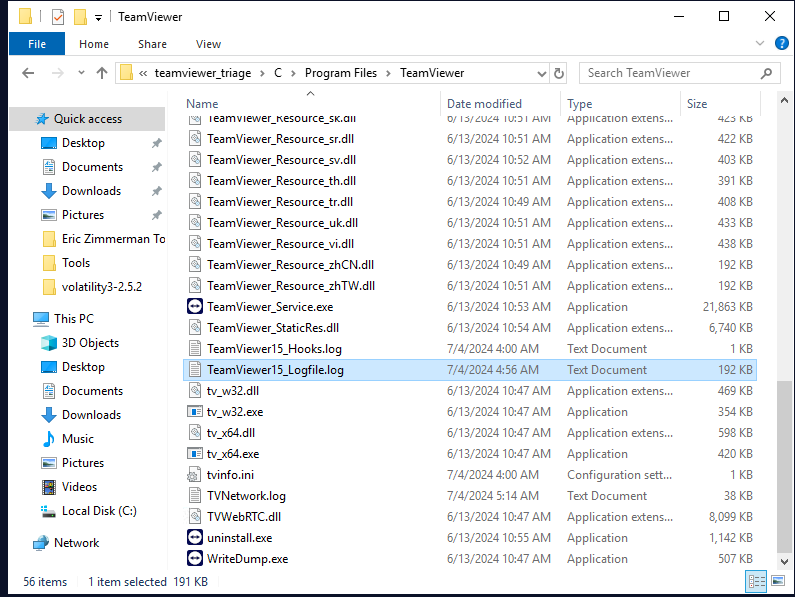 TeamViewer
File Home Share View
« teamviewer_triage > C > Program Files > TeamViewer
Search TeamViewer
Name Date modified Type Size
Quick access
Desktop
Documents
Downloads
Pictures
Eric Zimmerman To
Tools
volatility3-2.5.2
This PC
3D Objects
Desktop
Documents
Downloads
Music
Pictures
Videos
Local Disk (C:)
Network
TeamViewer_Resource_sk.dll 6/13/2024 10:51 AM Application extens... 423 KB
TeamViewer_Resource_sr.dll 6/13/2024 10:51 AM Application extens... 422 KB
TeamViewer_Resource_sv.dll 6/13/2024 10:52 AM Application extens... 403 KB
TeamViewer_Resource_th.dll 6/13/2024 10:51 AM Application extens... 391 KB
TeamViewer_Resource_tr.dll 6/13/2024 10:49 AM Application extens... 408 KB
TeamViewer_Resource_uk.dll 6/13/2024 10:51 AM Application extens... 433 KB
TeamViewer_Resource_vi.dll 6/13/2024 10:51 AM Application extens... 438 KB
TeamViewer_Resource_zhCN.dll 6/13/2024 10:49 AM Application extens... 192 KB
TeamViewer_Resource_zhTW.dll 6/13/2024 10:51 AM Application extens... 192 KB
TeamViewer_Service.exe 6/13/2024 10:53 AM Application 21,863 KB
TeamViewer_StaticRes.dll 6/13/2024 10:54 AM Application extens... 6,740 KB
TeamViewer15_Hooks.log 7/4/2024 4:00 AM Text Document 1 KB
TeamViewer15_Logfile.log 7/4/2024 4:56 AM Text Document 192 KB
tv_w32.dll 6/13/2024 10:47 AM Application extens... 469 KB
tv_w32.exe 6/13/2024 10:47 AM Application 354 KB
tv_x64.dll 6/13/2024 10:47 AM Application extens... 598 KB
tv_x64.exe 6/13/2024 10:47 AM Application 420 KB
tvinfo.ini 7/4/2024 4:00 AM Configuration sett... 1 KB
TVNetwork.log 7/4/2024 5:14 AM Text Document 38 KB
TVWebRTC.dll 6/13/2024 10:47 AM Application extens... 8,099 KB
uninstall.exe 6/13/2024 10:55 AM Application 1,142 KB
WriteDump.exe 6/13/2024 10:47 AM Application 507 KB
56 items 1 item selected 191 KB